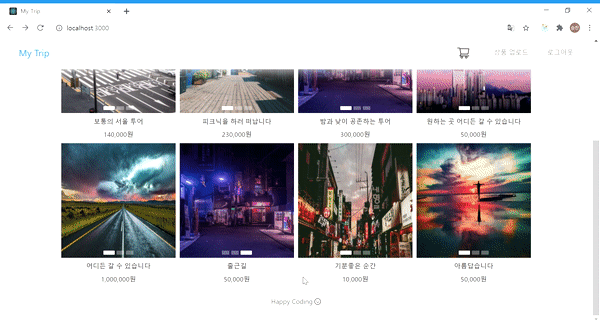 My Trip
localhost:3000
My Trip
상품 업로드
로그아웃
보통의 서울 투어
피크닉을 하러 떠납니다
밤과 낮이 공존하는 투어
원하는 곳 어디든 갈 수 있습니다
140,000원
230,000원
300,000원
50,000원
어디든 갈 수 있습니다
출근길
기분좋은 순간
아름답습니다
1,000,000원
50,000원
10,000원
50,000원
Happy Coding